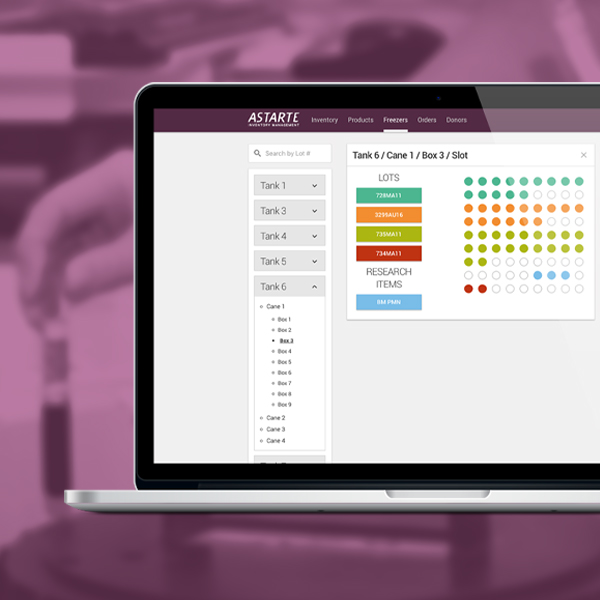 ASTARTE
INVENTORY MANAGEMENT
Inventory Products Freezers Orders Donors
Search by Lot #
Tank 1
Tank 3
Tank 4
Tank 5
Tank 6
Cane 1
Box 1
Box 2
Box 3
Box 4
Box 5
Box 6
Box 7
Box 8
Box 9
Cane 2
Cane 3
Cane 4
Tank 6 / Cane 1 / Box 3 / Slot
LOTS
728MA11
3299AU16
735MA11
734MA11
RESEARCH
ITEMS
RM PMN